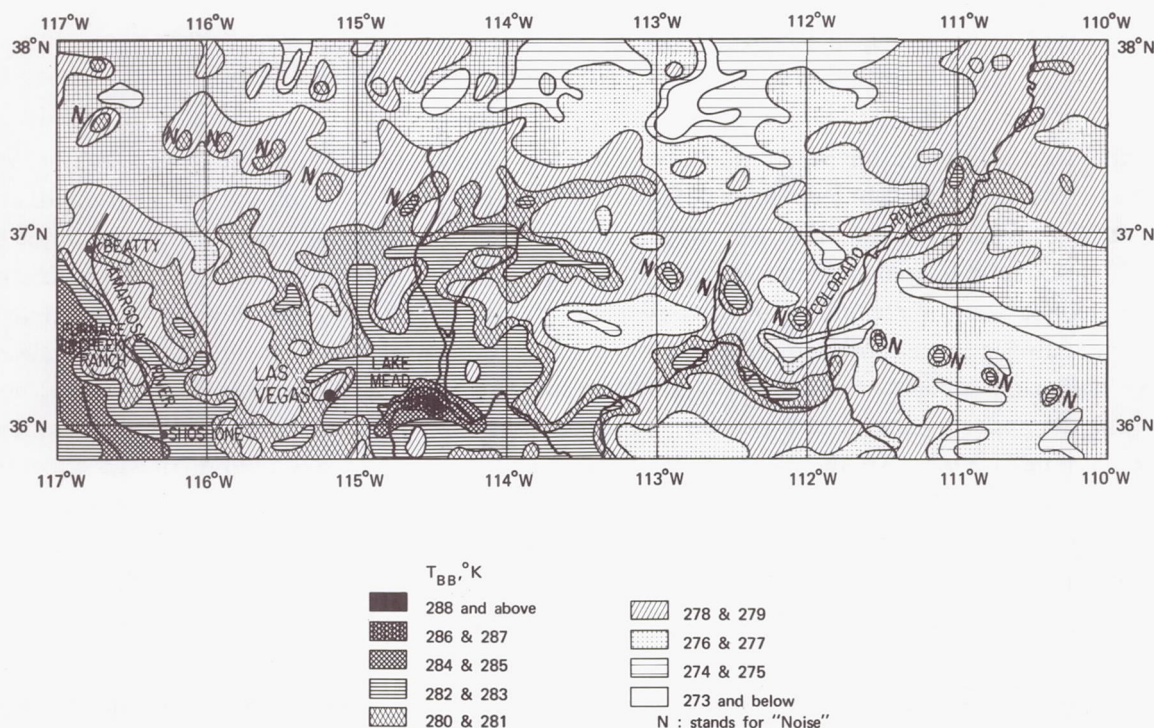 117°W 116°W 115°W 114°W 113°W 112°W 111°W 110°W
38°N 38°N
N
N N N
N
N
37°N RIVER 37°N
BEATTY
N
N
AMARGOSA COLORADO
N
FURNACE
CREEK
RANCH
RIVER
LAKE
MEAD
LAS
VEGAS
N
N
N
N
36°N SHOSHONE 36°N
117°W 116°W 115°W 114°W 113°W 112°W 111°W 110°W
T_BB, °K
288 and above
286 & 287
284 & 285
282 & 283
280 & 281
278 & 279
276 & 277
274 & 275
273 and below
N : stands for "Noise"